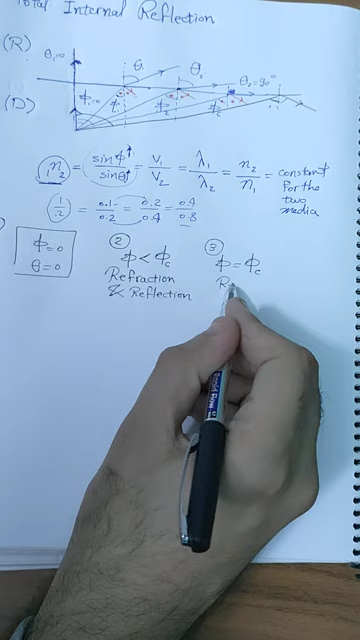 Total Internal Reflection
(R) θ₁=0 θ₁ θ₂ θc=90°
(D) ϕ₁=0 ϕ₁ ϕ₂ ϕc
₁n₂ = sinϕ↑/sinθ↑ = V₁/V₂ = λ₁/λ₂ = n₂/n₁ = constant
for the
two
media
(1/2) = 0.1/0.2 = 0.2/0.4 = 0.4/0.8
ϕ=0
θ=0
②
ϕ < ϕc
Refraction
& Reflection
③
ϕ = ϕc
R